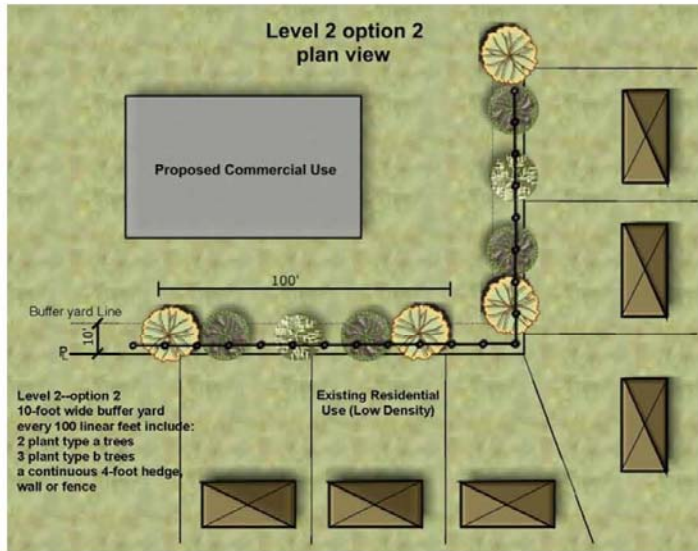 Level 2 option 2
plan view
Proposed Commercial Use
100'
Buffer yard Line
10'
PL
Level 2--option 2
10-foot wide buffer yard
every 100 linear feet include:
2 plant type a trees
3 plant type b trees
a continuous 4-foot hedge,
wall or fence
Existing Residential
Use (Low Density)